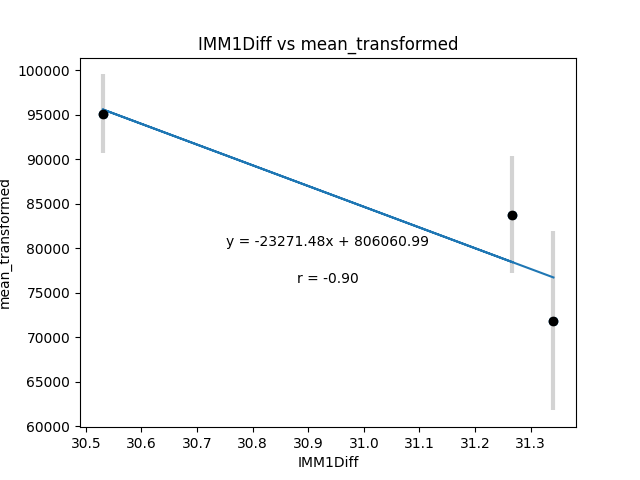 IMM1Diff vs mean_transformed
100000
95000
90000
85000
80000
75000
70000
65000
60000
mean_transformed
y = -23271.48x + 806060.99
r = -0.90
30.5 30.6 30.7 30.8 30.9 31.0 31.1 31.2 31.3
IMM1Diff